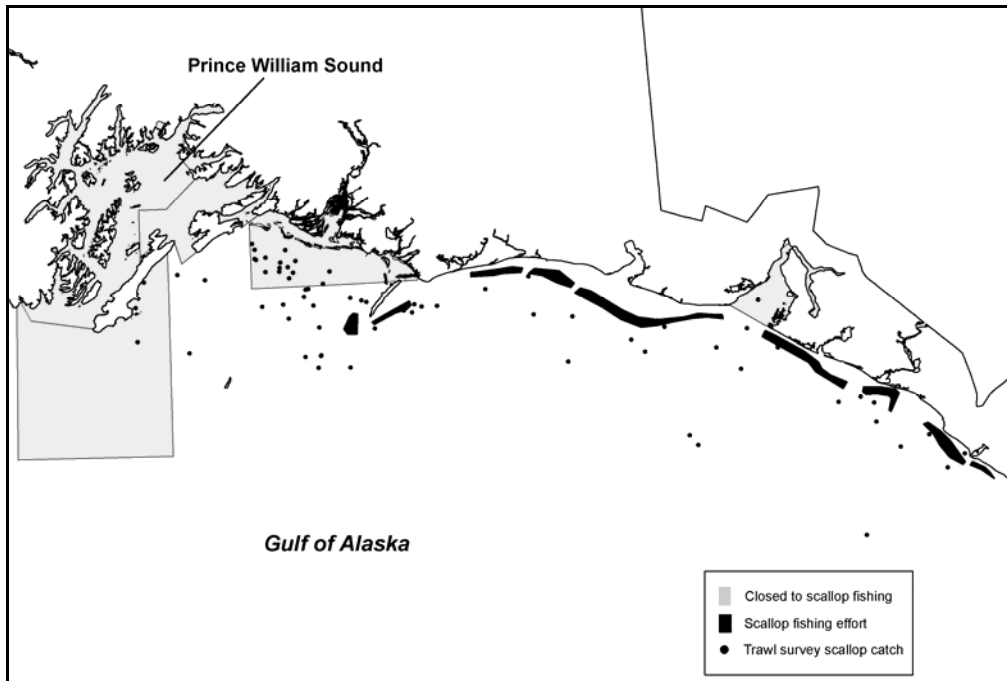 Prince William Sound
Gulf of Alaska
Closed to scallop fishing
Scallop fishing effort
Trawl survey scallop catch